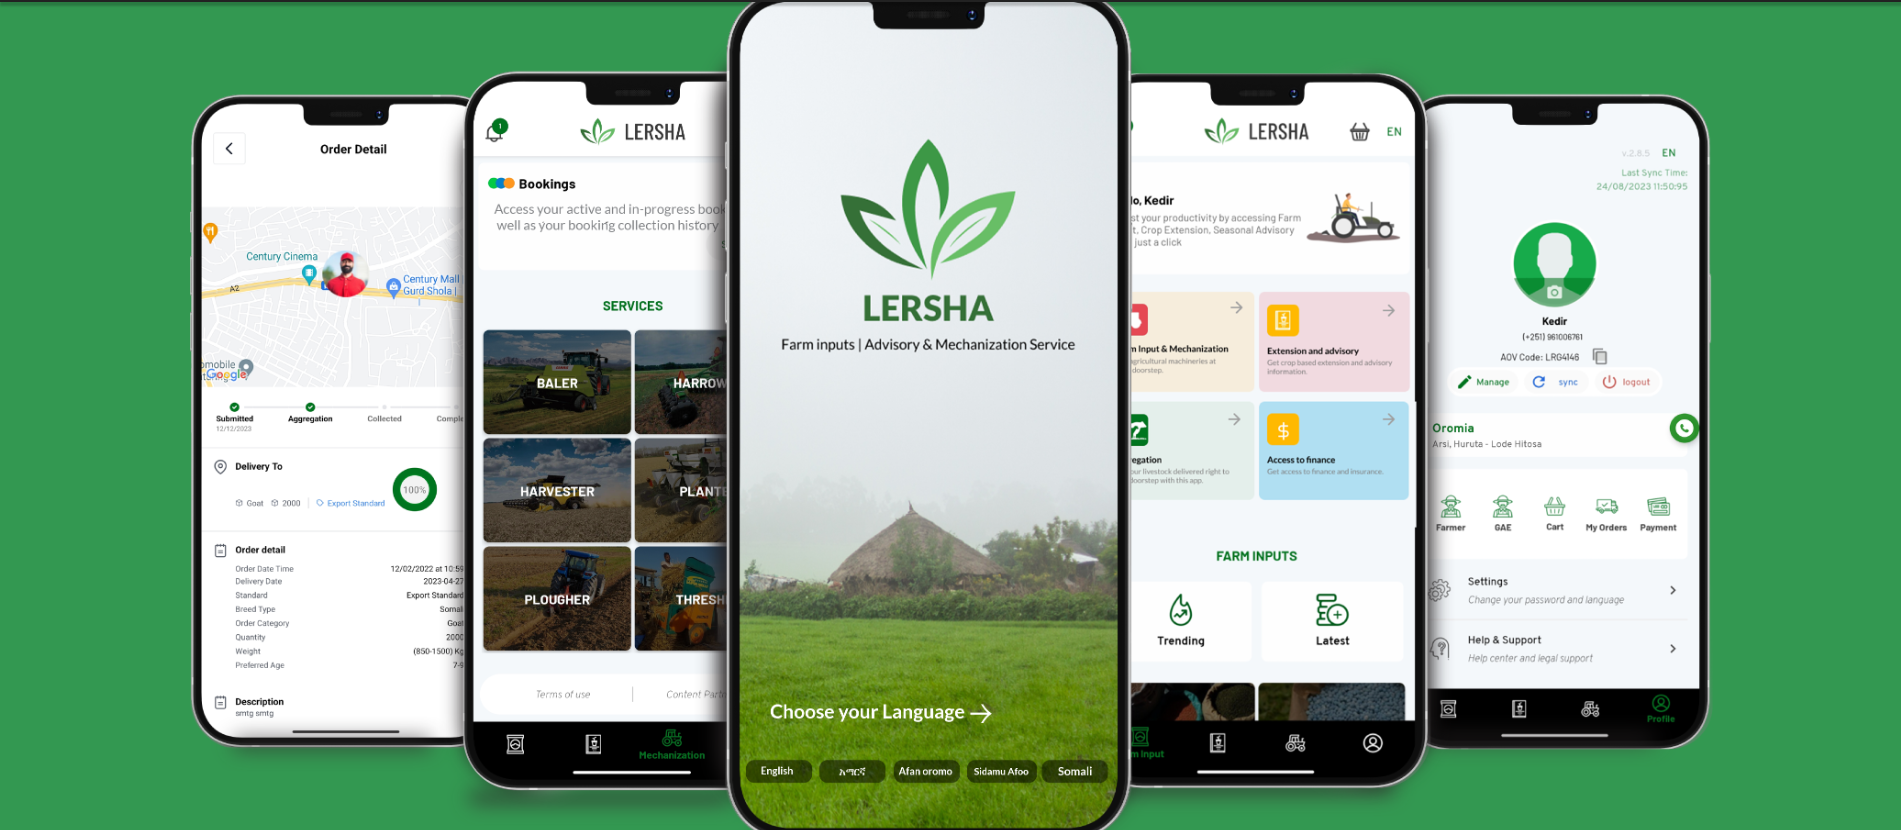 Order Detail
Century Cinema
A2
Century Mall
Gurd Shola |
omobile
Google
Submitted
12/12/2023
Aggregation
Collected
Comple
Delivery To
Goat
2000
Export Standard
100%
Order detail
Order Date Time 12/02/2022 at 10:59
Delivery Date 2023-04-27
Standard Export Standard
Breed Type Somali
Order Category Goat
Quantity 2000
Weight (850-1500) Kg
Preferred Age 7-9
Description
smtg smtg
1
LERSHA
Bookings
Access your active and in-progress book
well as your booking collection history
SERVICES
BALER
HARROW
HARVESTER
PLANTE
PLOUGHER
THRESH
Terms of use
Content Partn
Mechanization
LERSHA
Farm inputs | Advisory & Mechanization Service
Choose your Language
English
አማርኛ
Afan oromo
Sidamu Afoo
Somali
LERSHA
EN
lo, Kedir
st your productivity by accessing Farm
t, Crop Extension, Seasonal Advisory
just a click
m Input & Mechanization
agricultural machineries at
doorstep.
Extension and advisory
Get crop based extension and advisory
information.
egation
our livestock delivered right to
doorstep with this app.
Access to finance
Get access to finance and insurance.
FARM INPUTS
Trending
Latest
m Input
v.2.8.5 EN
Last Sync Time:
24/08/2023 11:50:95
Kedir
(+251) 961006761
AOV Code: LRG4146
Manage
sync
logout
Oromia
Arsi, Huruta - Lode Hitosa
Farmer
GAE
Cart
My Orders
Payment
Settings
Change your password and language
Help & Support
Help center and legal support
Profile